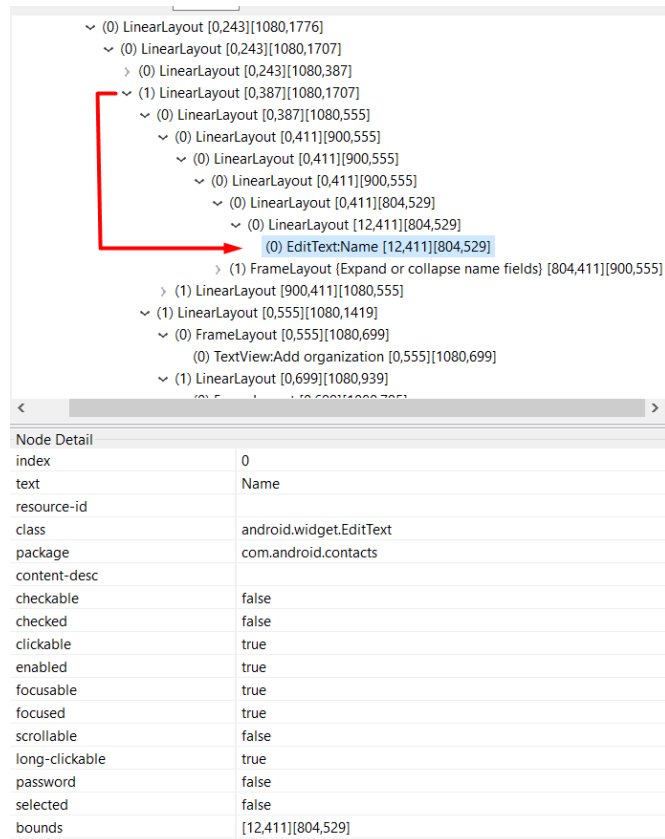 (0) LinearLayout [0,243][1080,1776]
(0) LinearLayout [0,243][1080,1707]
(0) LinearLayout [0,243][1080,387]
(1) LinearLayout [0,387][1080,1707]
(0) LinearLayout [0,387][1080,555]
(0) LinearLayout [0,411][900,555]
(0) LinearLayout [0,411][900,555]
(0) LinearLayout [0,411][900,555]
(0) LinearLayout [0,411][804,529]
(0) LinearLayout [12,411][804,529]
(0) EditText:Name [12,411][804,529]
(1) FrameLayout {Expand or collapse name fields} [804,411][900,555]
(1) LinearLayout [900,411][1080,555]
(1) LinearLayout [0,555][1080,1419]
(0) FrameLayout [0,555][1080,699]
(0) TextView:Add organization [0,555][1080,699]
(1) LinearLayout [0,699][1080,939]
Node Detail
index 0
text Name
resource-id
class android.widget.EditText
package com.android.contacts
content-desc
checkable false
checked false
clickable true
enabled true
focusable true
focused true
scrollable false
long-clickable true
password false
selected false
bounds [12,411][804,529]